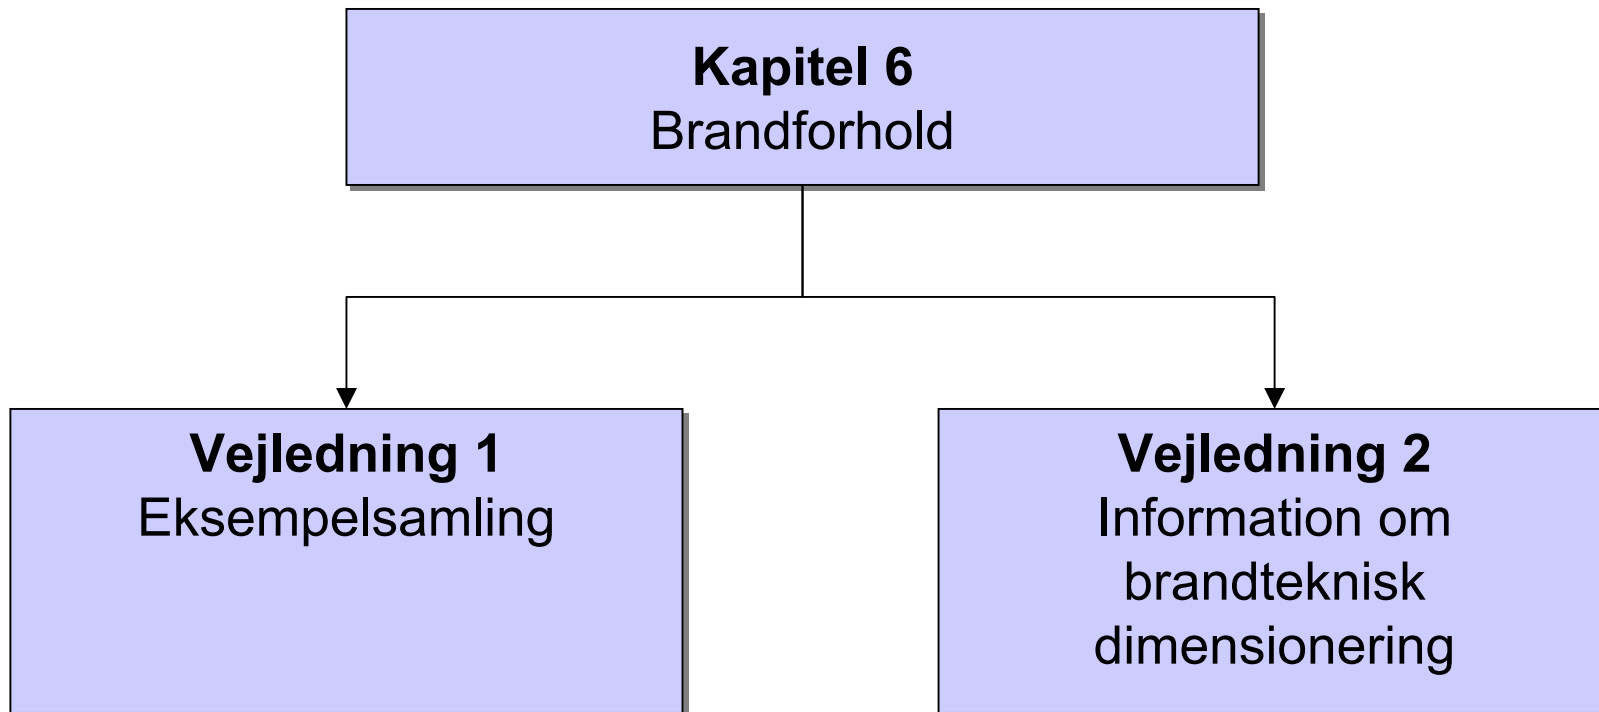 Kapitel 6
Brandforhold
Vejledning 1
Eksempelsamling
Vejledning 2
Information om
brandteknisk
dimensionering